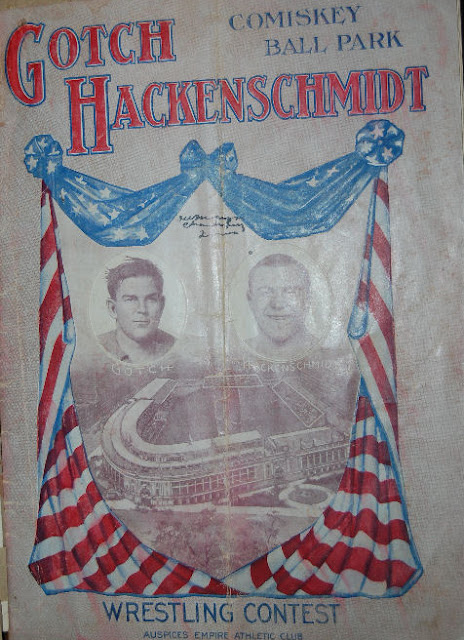 GOTCH
COMISKEY
BALL PARK
HACKENSCHMIDT
GOTCH
HACKENSCHMIDT
WRESTLING CONTEST
AUSPICES EMPIRE ATHLETIC CLUB